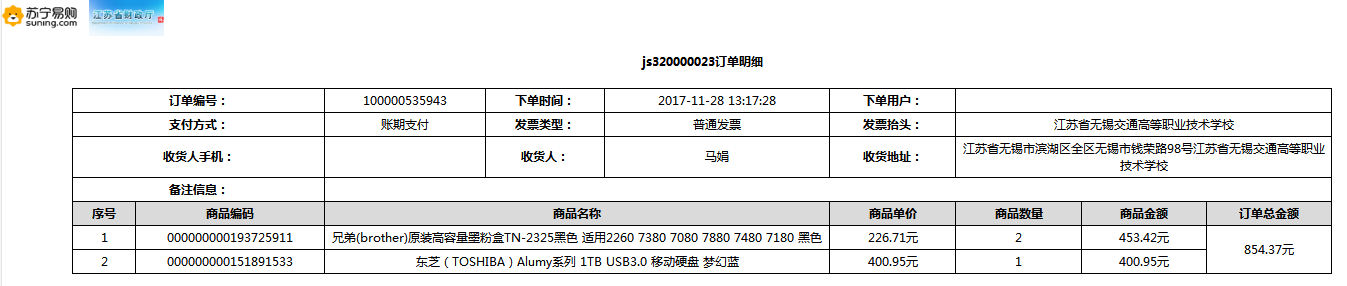 苏宁易购
suning.com
江苏省财政厅
js320000023订单明细
订单编号： 100000535943 下单时间： 2017-11-28 13:17:28 下单用户：
支付方式： 账期支付 发票类型： 普通发票 发票抬头： 江苏省无锡交通高等职业技术学校
收货人手机： 收货人： 马娟 收货地址： 江苏省无锡市滨湖区全区无锡市钱荣路98号江苏省无锡交通高等职业
技术学校
备注信息：
序号 商品编码 商品名称 商品单价 商品数量 商品金额 订单总金额
1 000000000193725911 兄弟(brother)原装高容量墨粉盒TN-2325黑色 适用2260 7380 7080 7880 7480 7180 黑色 226.71元 2 453.42元 854.37元
2 000000000151891533 东芝（TOSHIBA）Alumy系列 1TB USB3.0 移动硬盘 梦幻蓝 400.95元 1 400.95元